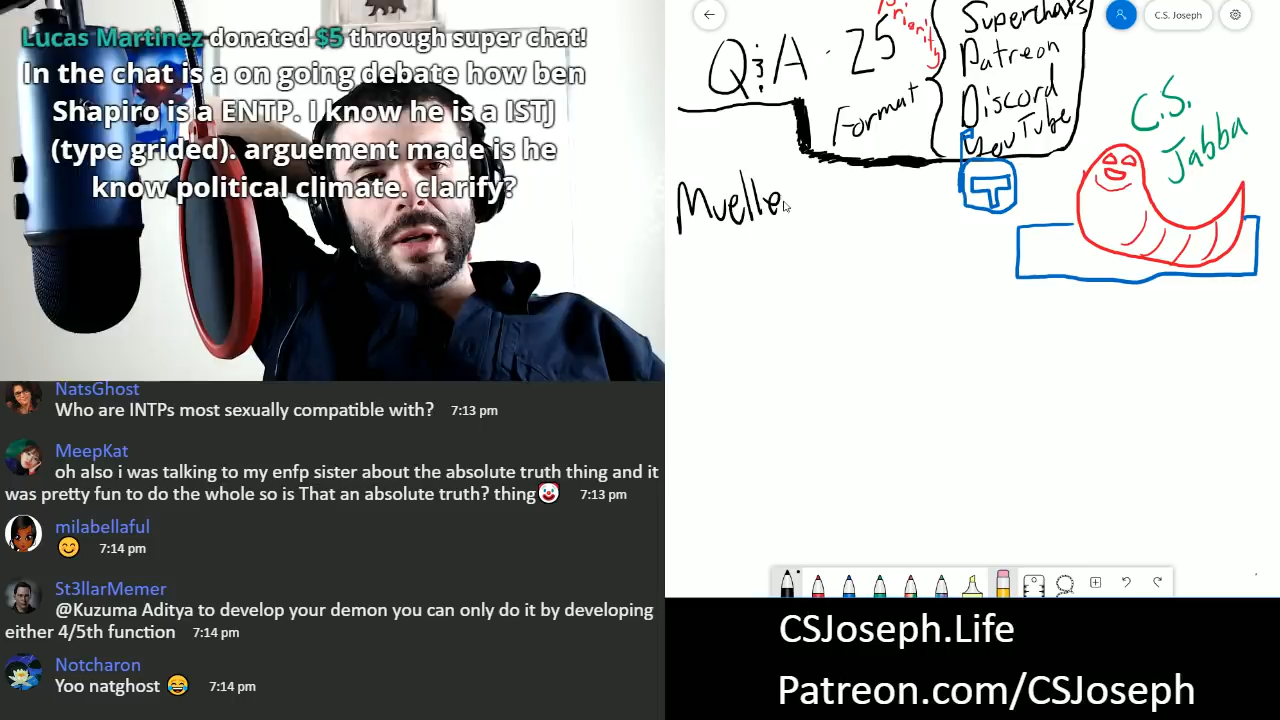 Lucas Martinez donated $5 through super chat!
In the chat is a on going debate how ben
Shapiro is a ENTP. I know he is a ISTJ
(type grided). arguement made is he
know political climate. clarify?
NatsGhost
Who are INTPs most sexually compatible with? 7:13 pm
MeepKat
oh also i was talking to my enfp sister about the absolute truth thing and it
was pretty fun to do the whole so is That an absolute truth? thing🤡 7:13 pm
milabellaful
😊 7:14 pm
St3llarMemer
@Kuzuma Aditya to develop your demon you can only do it by developing
either 4/5th function 7:14 pm
Notcharon
Yoo natghost 😂 7:14 pm
Q&A - 25
Format
Priority
Superchats
Patreon
Discord
YouTube
T
Muelle
C.S.
Jabba
C.S. Joseph
CSJoseph.Life
Patreon.com/CSJoseph